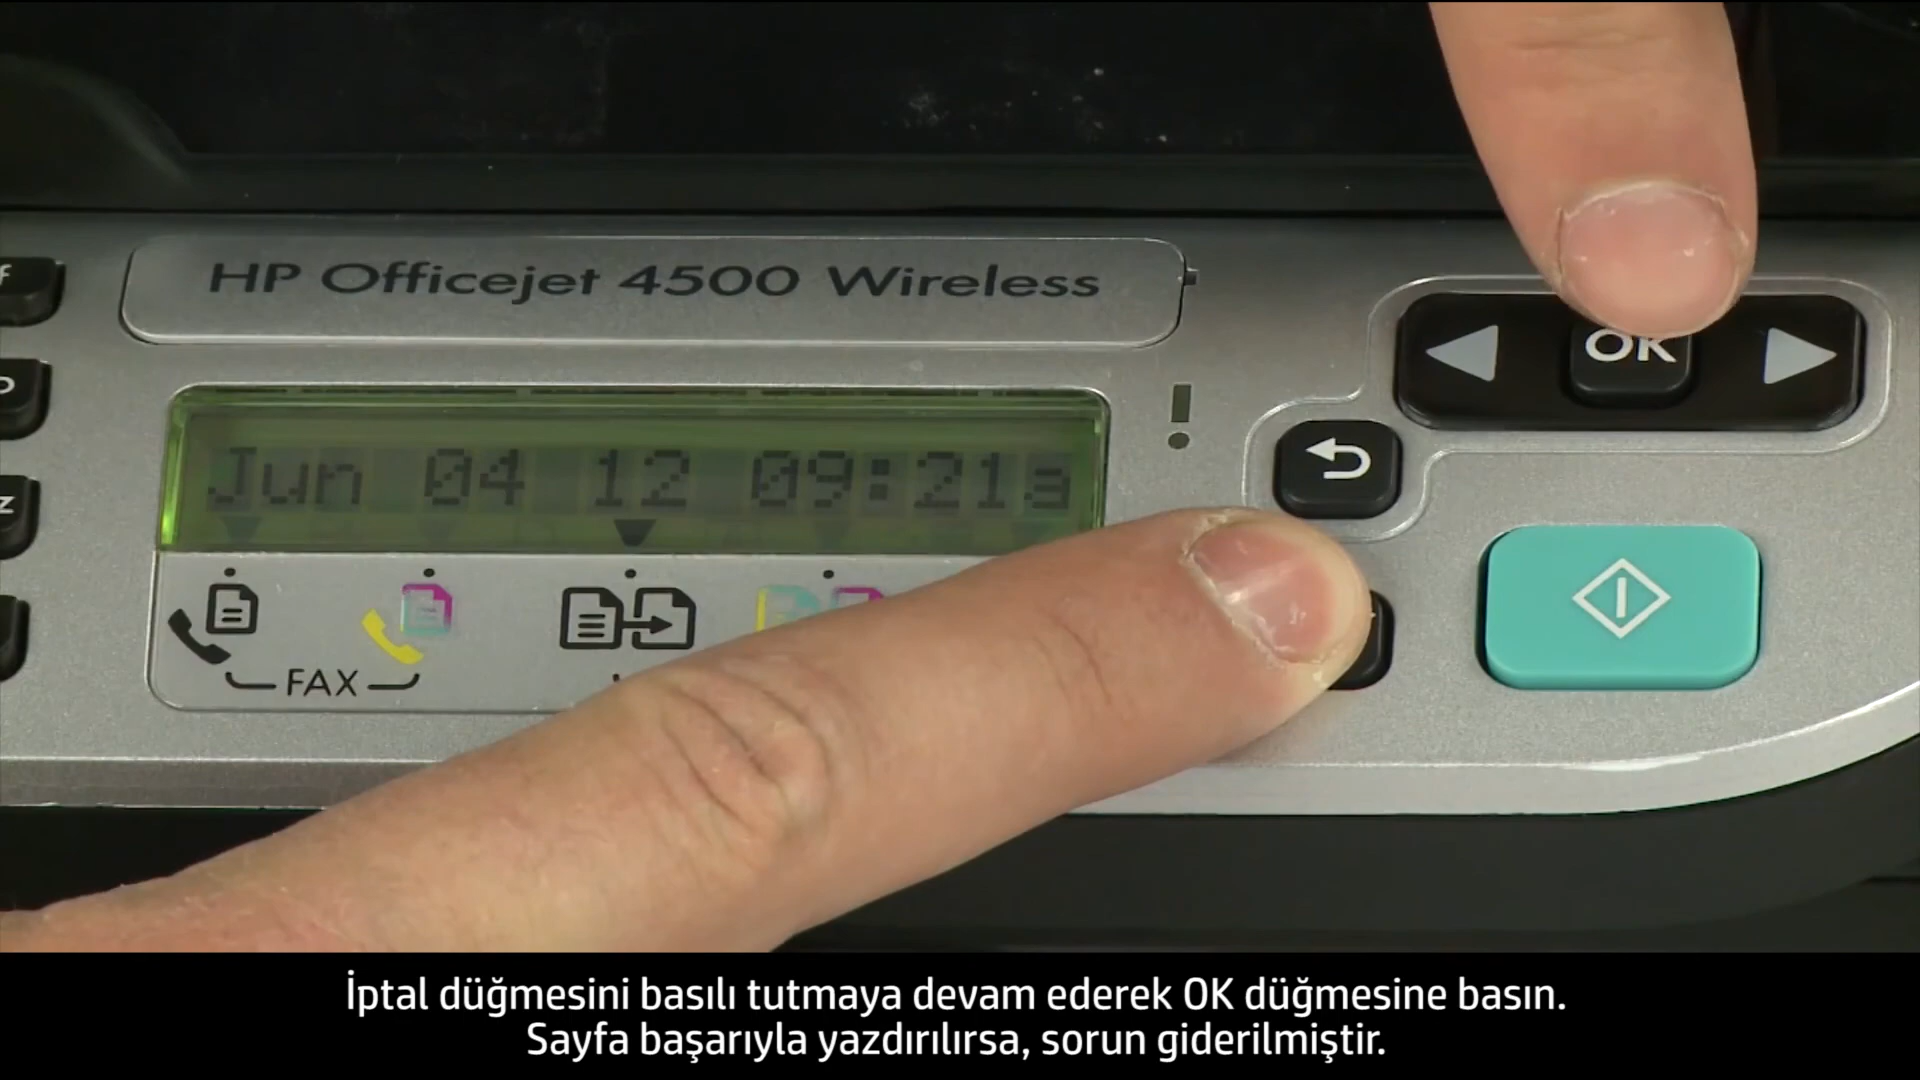 HP Officejet 4500 Wireless
OK
Jun 04 12 09:21a
FAX
İptal düğmesini basılı tutmaya devam ederek OK düğmesine basın.
Sayfa başarıyla yazdırılırsa, sorun giderilmiştir.